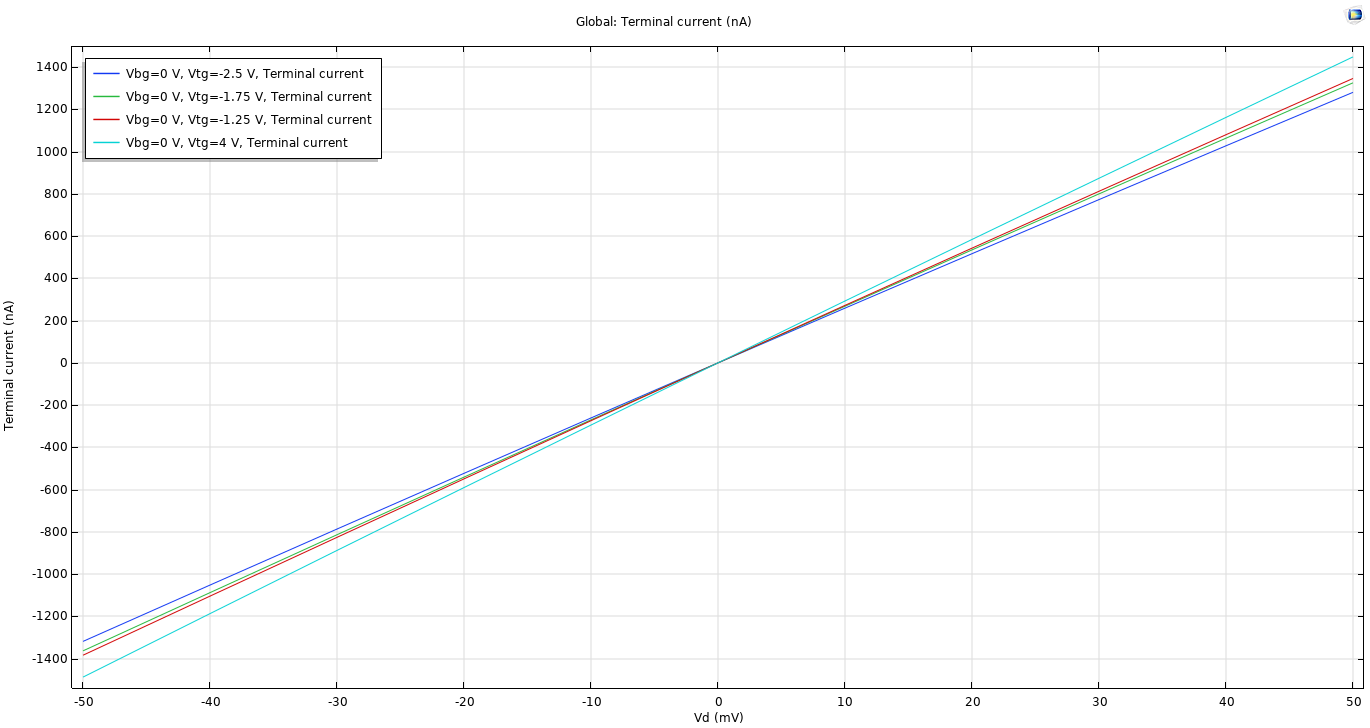 Global: Terminal current (nA)
Vbg=0 V, Vtg=-2.5 V, Terminal current
Vbg=0 V, Vtg=-1.75 V, Terminal current
Vbg=0 V, Vtg=-1.25 V, Terminal current
Vbg=0 V, Vtg=4 V, Terminal current
Terminal current (nA)
1400
1200
1000
800
600
400
200
0
-200
-400
-600
-800
-1000
-1200
-1400
-50 -40 -30 -20 -10 0 10 20 30 40 50
Vd (mV)